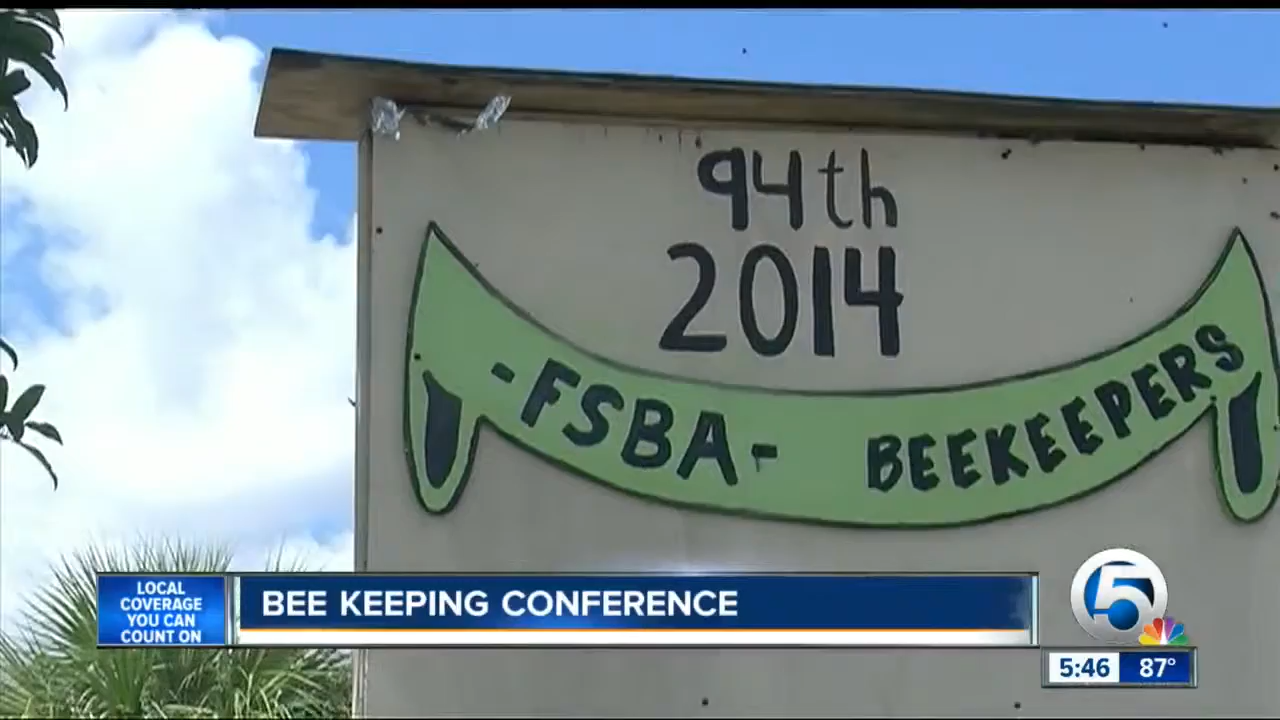 94th
2014
-FSBA- BEEKEEPERS
LOCAL
COVERAGE
YOU CAN
COUNT ON
BEE KEEPING CONFERENCE
5
5:46 87°